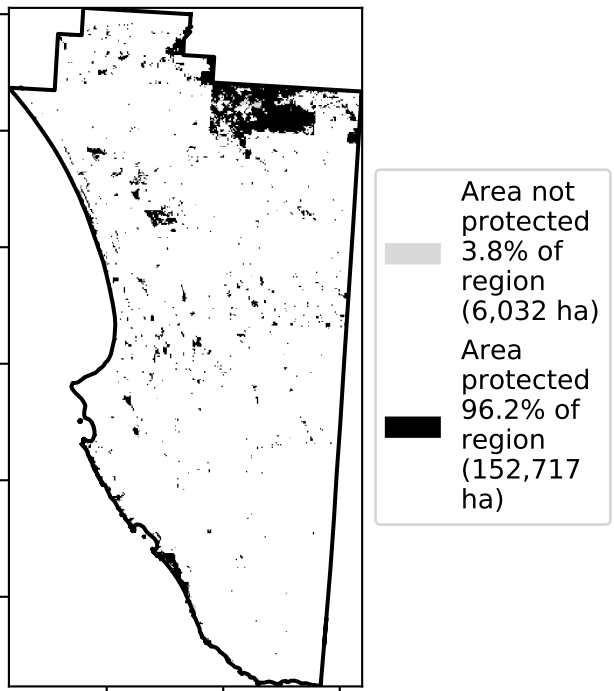 Area not
protected
3.8% of
region
(6,032 ha)
Area
protected
96.2% of
region
(152,717
ha)